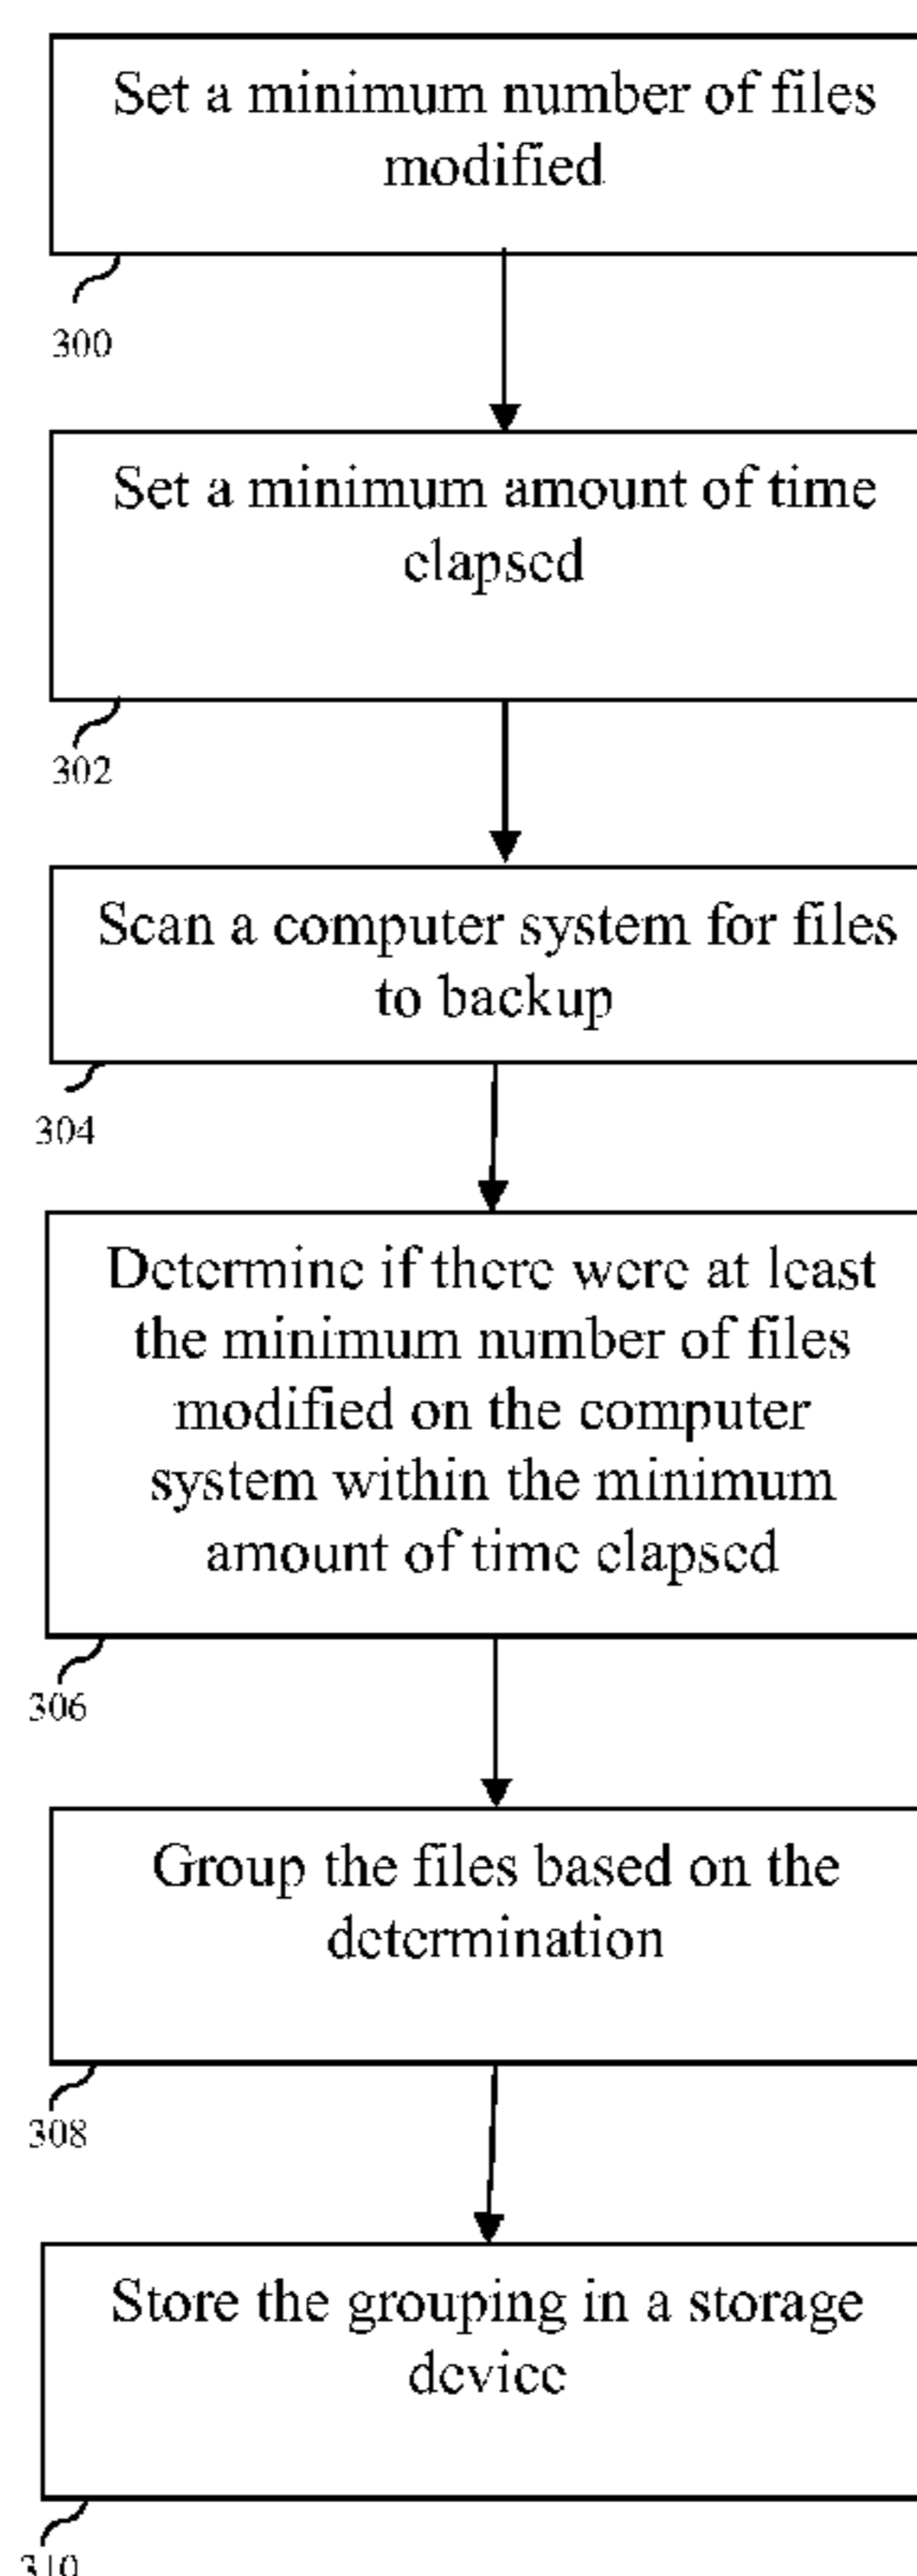 Set a minimum number of files
modified
300
Set a minimum amount of time
elapsed
302
Scan a computer system for files
to backup
304
Determine if there were at least
the minimum number of files
modified on the computer
system within the minimum
amount of time elapsed
306
Group the files based on the
determination
308
Store the grouping in a storage
device
310